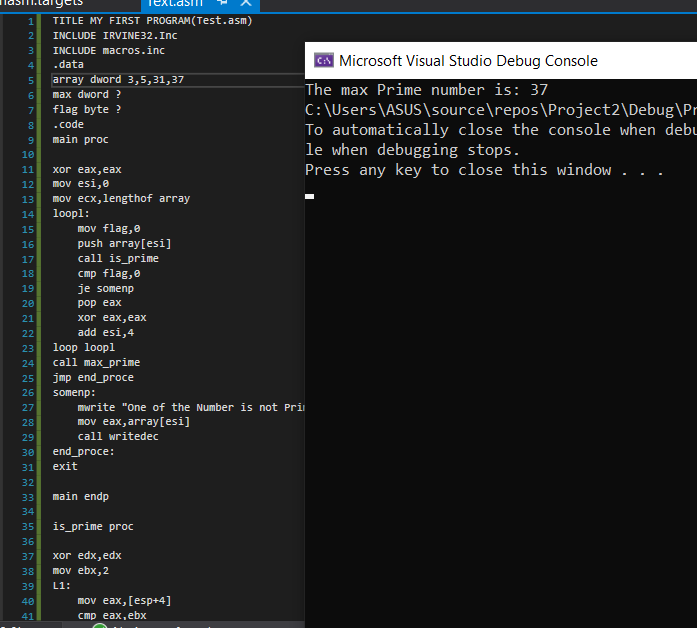 nasm.targets
Text.asm
1 TITLE MY FIRST PROGRAM(Test.asm)
2 INCLUDE IRVINE32.Inc
3 INCLUDE macros.inc
4 .data
5 array dword 3,5,31,37
6 max dword ?
7 flag byte ?
8 .code
9 main proc
10
11 xor eax,eax
12 mov esi,0
13 mov ecx,lengthof array
14 loopl:
15 mov flag,0
16 push array[esi]
17 call is_prime
18 cmp flag,0
19 je somenp
20 pop eax
21 xor eax,eax
22 add esi,4
23 loop loopl
24 call max_prime
25 jmp end_proce
26 somenp:
27 mwrite "One of the Number is not Pri
28 mov eax,array[esi]
29 call writedec
30 end_proce:
31 exit
32
33 main endp
34
35 is_prime proc
36
37 xor edx,edx
38 mov ebx,2
39 L1:
40 mov eax,[esp+4]
41 cmp eax,ebx
Microsoft Visual Studio Debug Console
The max Prime number is: 37
C:\Users\ASUS\source\repos\Project2\Debug\Pr
To automatically close the console when debu
le when debugging stops.
Press any key to close this window . . .